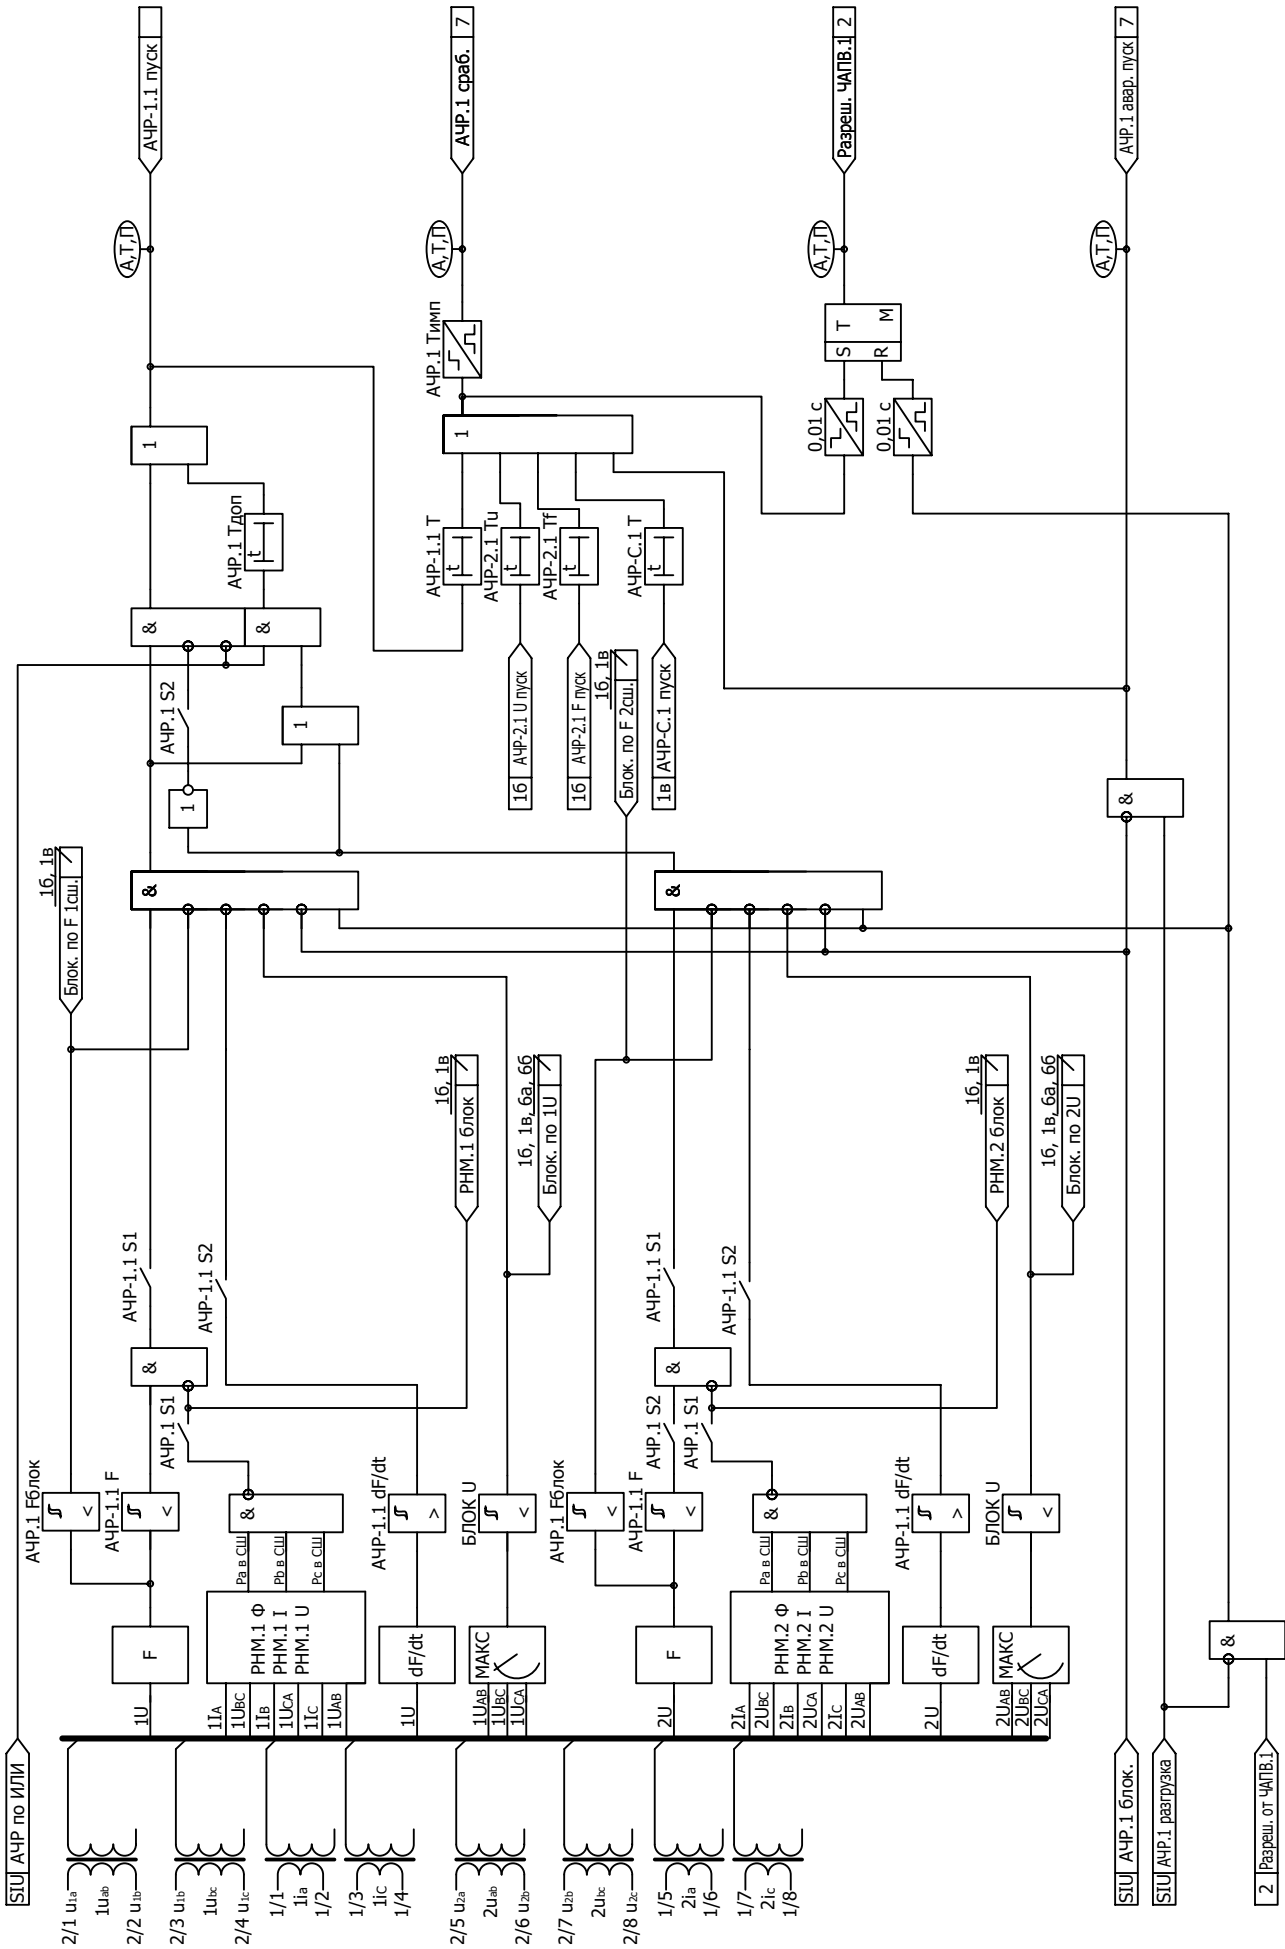 SIU АЧР по ИЛИ
2/1 u1a
1uab
2/2 u1b
2/3 u1b
1ubc
2/4 u1c
1/1
1ia
1/2
1/3
1ic
1/4
2/5 u2a
2uab
2/6 u2b
2/7 u2b
2ubc
2/8 u2c
1/5
2ia
1/6
1/7
2ic
1/8
SIU АЧР.1 блок.
SIU АЧР.1 разгрузка
2 Разреш. от ЧАПВ.1
1U
1IA
1UBC
1IB
1UCA
1IC
1UAB
1U
1UAB
1UBC
1UCA
2U
2IA
2UBC
2IB
2UCA
2IC
2UAB
2U
2UAB
2UBC
2UCA
F
РНМ.1 Ф
РНМ.1 I
РНМ.1 U
dF/dt
МАКС
F
РНМ.2 Ф
РНМ.2 I
РНМ.2 U
dF/dt
МАКС
&
Pa в СШ
Pb в СШ
Pc в СШ
Pa в СШ
Pb в СШ
Pc в СШ
АЧР.1 Fблок
<
АЧР-1.1 F
<
&
АЧР-1.1 dF/dt
>
БЛОК U
<
АЧР.1 Fблок
<
АЧР-1.1 F
<
&
АЧР-1.1 dF/dt
>
БЛОК U
<
АЧР.1 S1
АЧР.1 S2
АЧР.1 S1
&
&
АЧР-1.1 S1
АЧР-1.1 S2
АЧР-1.1 S1
АЧР-1.1 S2
РНМ.1 блок
1б, 1в
Блок. по 1U
1б, 1в, 6а, 6б
РНМ.2 блок
1б, 1в
Блок. по 2U
1б, 1в, 6а, 6б
Блок. по F 1сш.
1б, 1в
&
&
1
&
1б АЧР-2.1 U пуск
1б АЧР-2.1 F пуск
Блок. по F 2сш.
1б, 1в
1в АЧР-С.1 пуск
АЧР.1 S2
1
&
&
АЧР.1 Tдоп
t
АЧР-1.1 T
t
АЧР-2.1 Tu
t
АЧР-2.1 Tf
t
АЧР-С.1 T
t
1
1
0,01 с
0,01 с
АЧР.1 Tимп
S T
R M
А,Т,П
А,Т,П
А,Т,П
А,Т,П
АЧР-1.1 пуск
АЧР.1 сраб. 7
Разреш. ЧАПВ.1 2
АЧР.1 авар. пуск 7